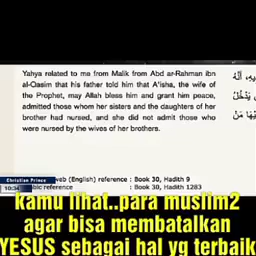 Yahya related to me from Malik from Abd ar-Rahman ibn
al-Qasim that his father told him that A'isha, the wife of
the Prophet, may Allah bless him and grant him peace,
admitted those whom her sisters and the daughters of her
brother had nursed, and she did not admit those who
were nursed by the wives of her brothers.
Christian Prince
web (English) reference : Book 30, Hadith 9
10:34 bic reference : Book 30, Hadith 1283
kamu lihat..para muslim2
agar bisa membatalkan
YESUS sebagai hal yg terbaik